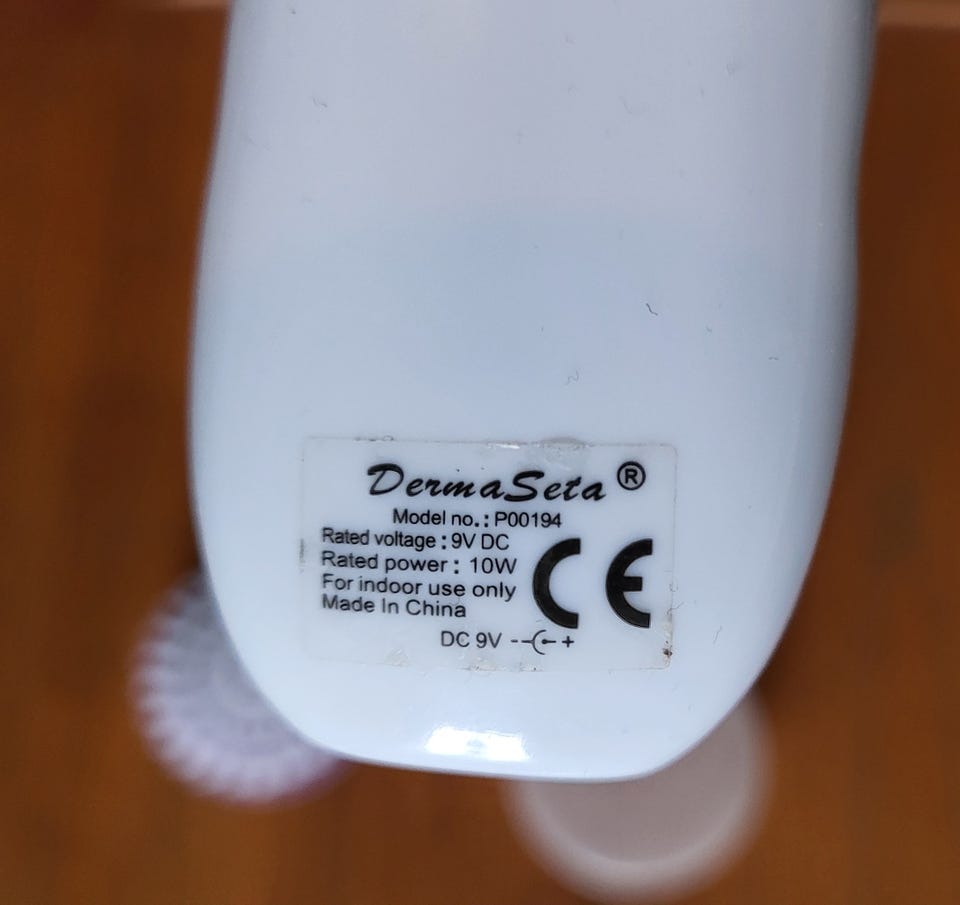 DermaSeta®
Model no.: P00194
Rated voltage : 9V DC
Rated power : 10W
For indoor use only
Made In China
CE
DC 9V - +